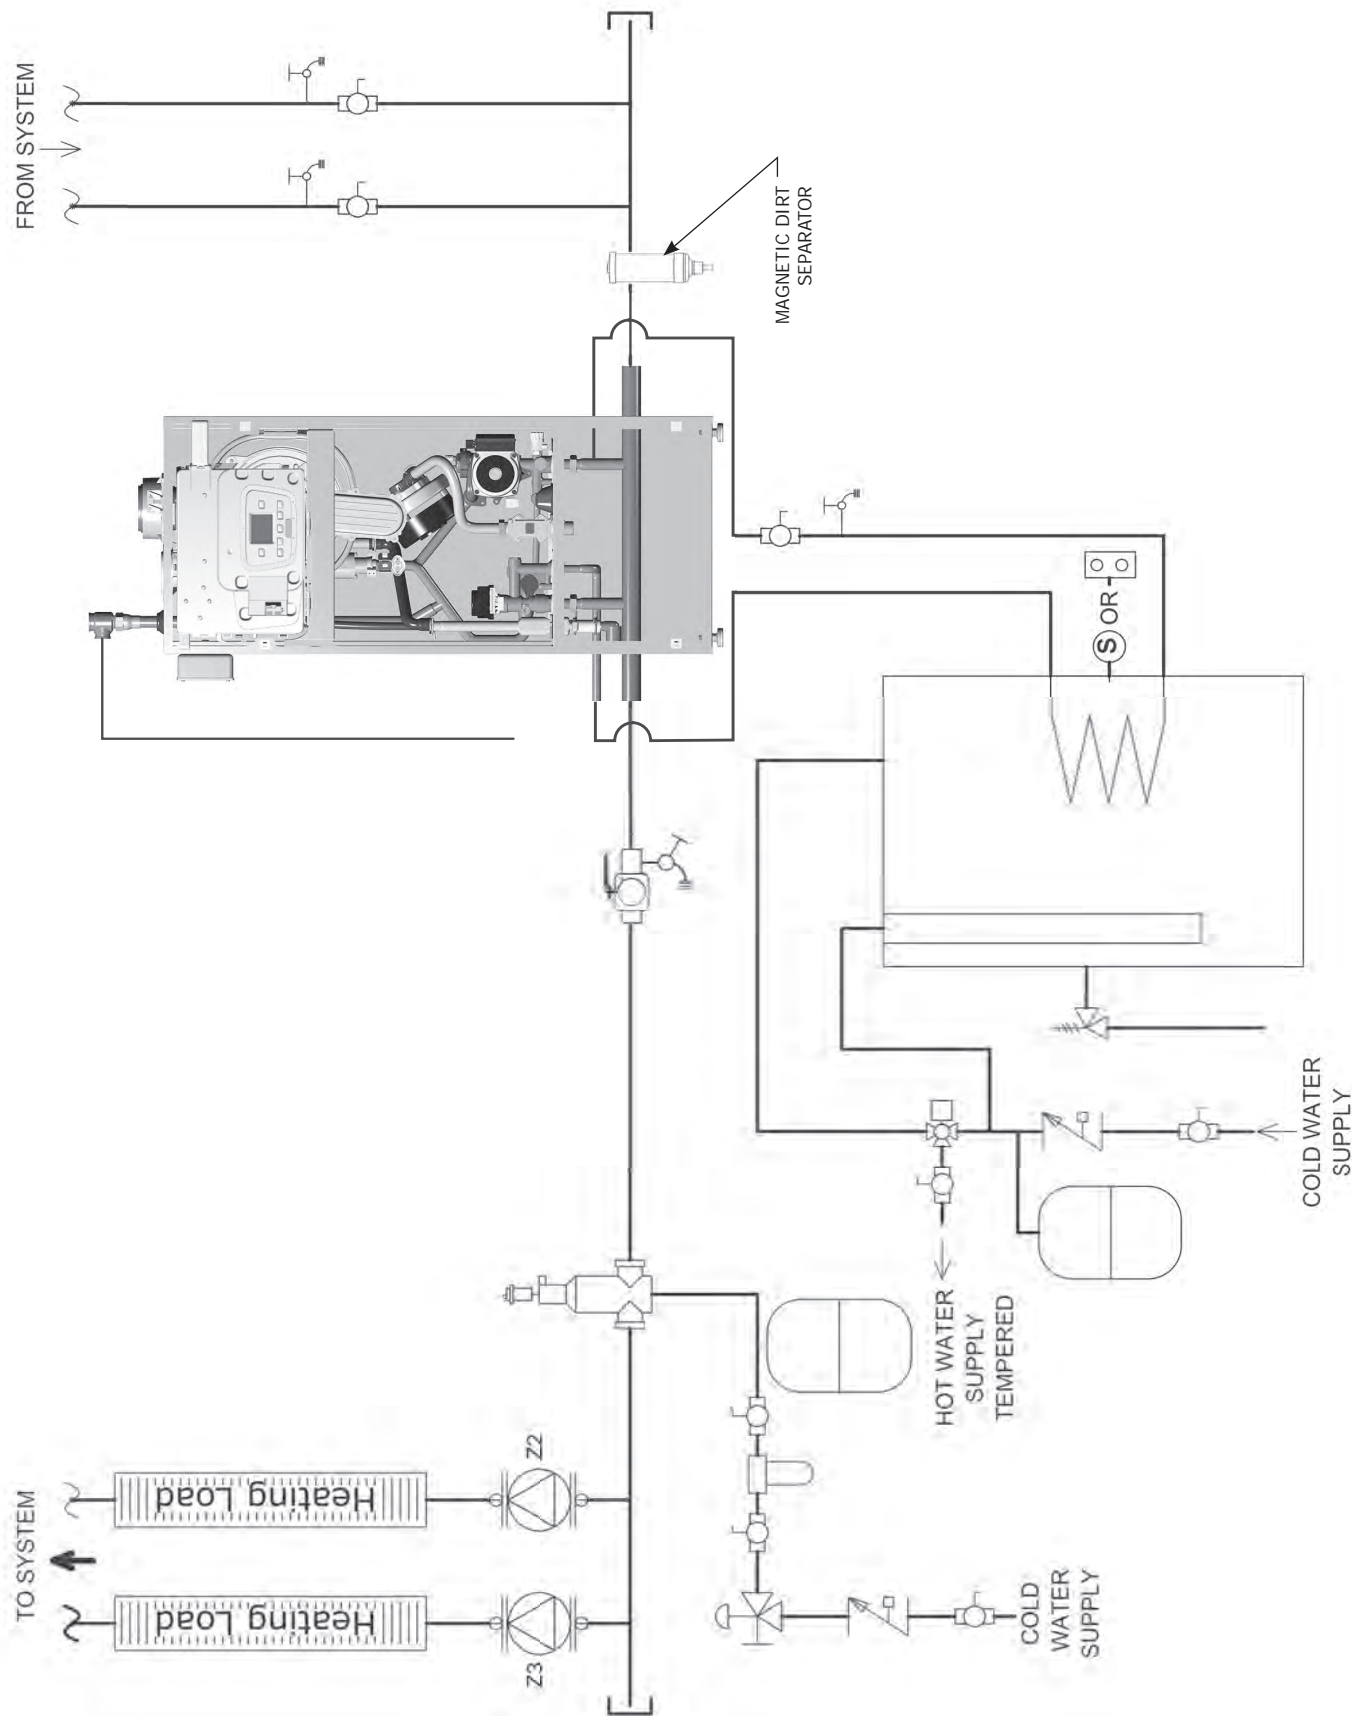 FROM SYSTEM
MAGNETIC DIRT
SEPARATOR
S
OR
COLD WATER
SUPPLY
HOT WATER
SUPPLY
TEMPERED
TO SYSTEM
Heating Load
Z2
Heating Load
Z3
COLD
WATER
SUPPLY